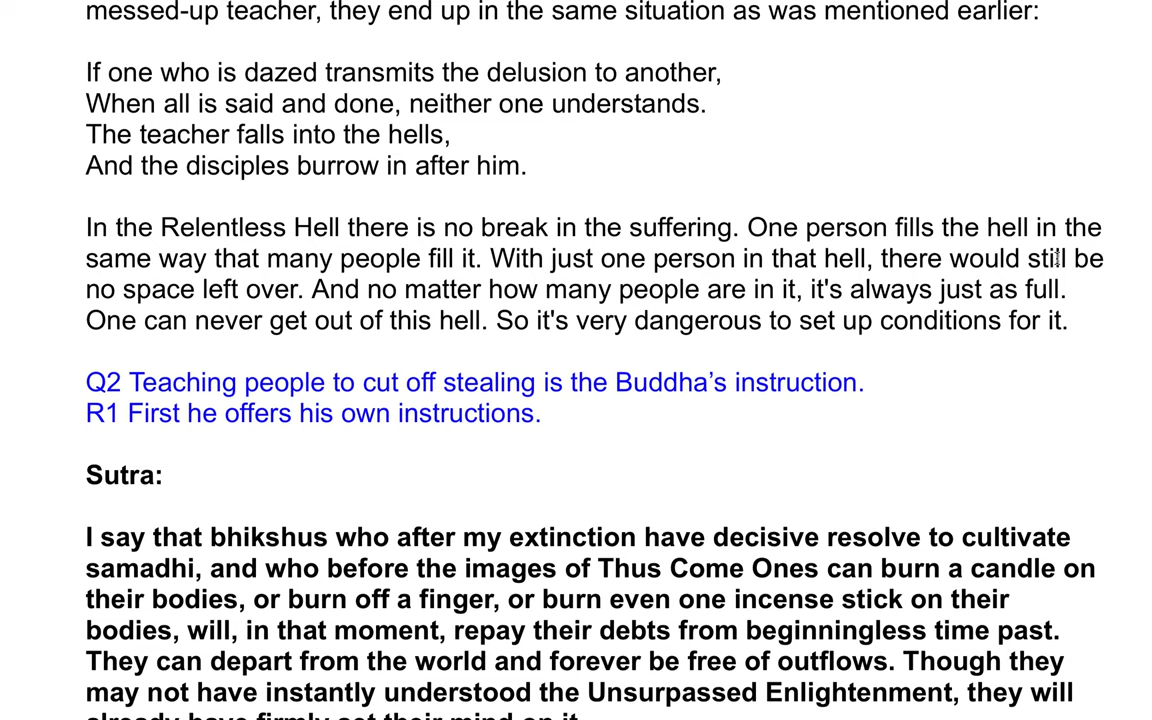 messed-up teacher, they end up in the same situation as was mentioned earlier:
If one who is dazed transmits the delusion to another,
When all is said and done, neither one understands.
The teacher falls into the hells,
And the disciples burrow in after him.
In the Relentless Hell there is no break in the suffering. One person fills the hell in the
same way that many people fill it. With just one person in that hell, there would still be
no space left over. And no matter how many people are in it, it's always just as full.
One can never get out of this hell. So it's very dangerous to set up conditions for it.
Q2 Teaching people to cut off stealing is the Buddha’s instruction.
R1 First he offers his own instructions.
Sutra:
I say that bhikshus who after my extinction have decisive resolve to cultivate
samadhi, and who before the images of Thus Come Ones can burn a candle on
their bodies, or burn off a finger, or burn even one incense stick on their
bodies, will, in that moment, repay their debts from beginningless time past.
They can depart from the world and forever be free of outflows. Though they
may not have instantly understood the Unsurpassed Enlightenment, they will
already have firmly set their mind on it.